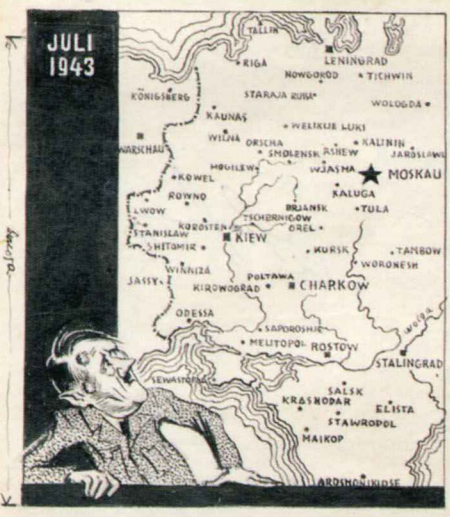 JULI
1943
TALLIN
LENINGRAD
RIGA
NOWGOROD
TICHWIN
STARAJA RUSSA
WOLOGDA
KÖNIGSBERG
KAUNAS
WELIKIJE LUKI
WILNA
ORSCHA
KALININ
WARSCHAU
SMOLENSK
RSHEW
JAROSLAWL
MOGILEW
WJASMA
MOSKAU
KOWEL
KALUGA
ROWNO
BRJANSK
TULA
LWOW
TSCHERNIGOW
KOROSTEN
OREL
STANISLAW
KIEW
SHITOMIR
KURSK
TAMBOW
WINNIZA
WORONESH
JASSY
POLTAWA
KIROWOGRAD
CHARKOW
ODESSA
WOLGA
SAPOROSHJE
MELITOPOL
ROSTOW
STALINGRAD
SEWASTOPOL
SALSK
KRASNODAR
ELISTA
STAWROPOL
MAIKOP